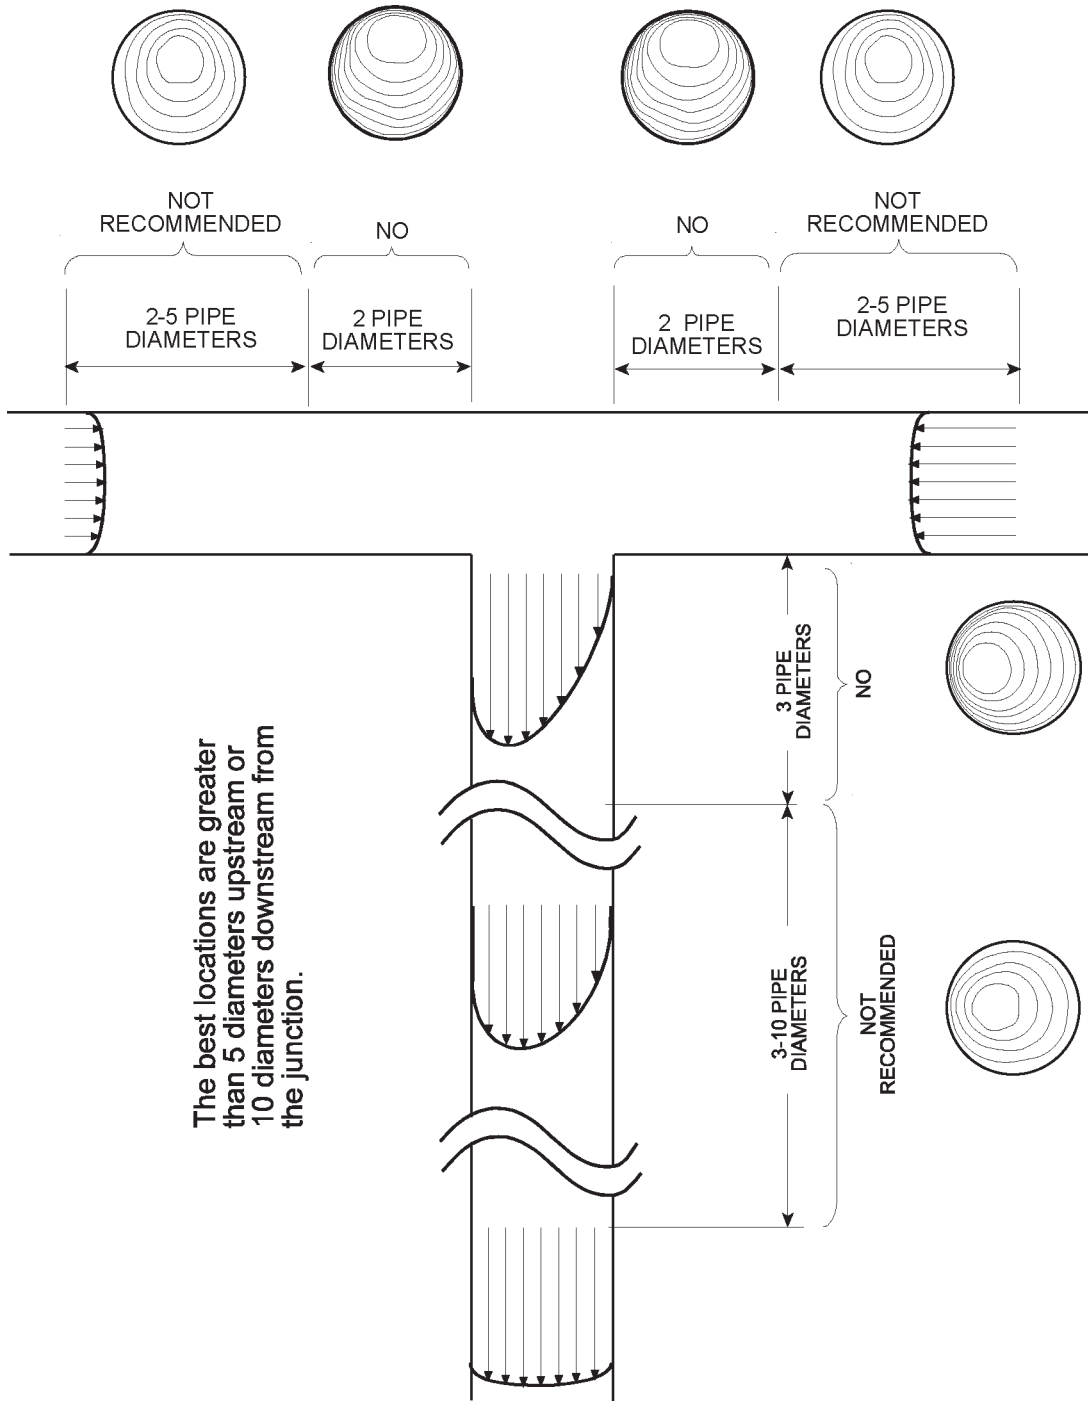 NOT
RECOMMENDED
NO
NO
NOT
RECOMMENDED
2-5 PIPE
DIAMETERS
2 PIPE
DIAMETERS
2 PIPE
DIAMETERS
2-5 PIPE
DIAMETERS
3 PIPE
DIAMETERS
NO
The best locations are greater
than 5 diameters upstream or
10 diameters downstream from
the junction.
3-10 PIPE
DIAMETERS
NOT
RECOMMENDED